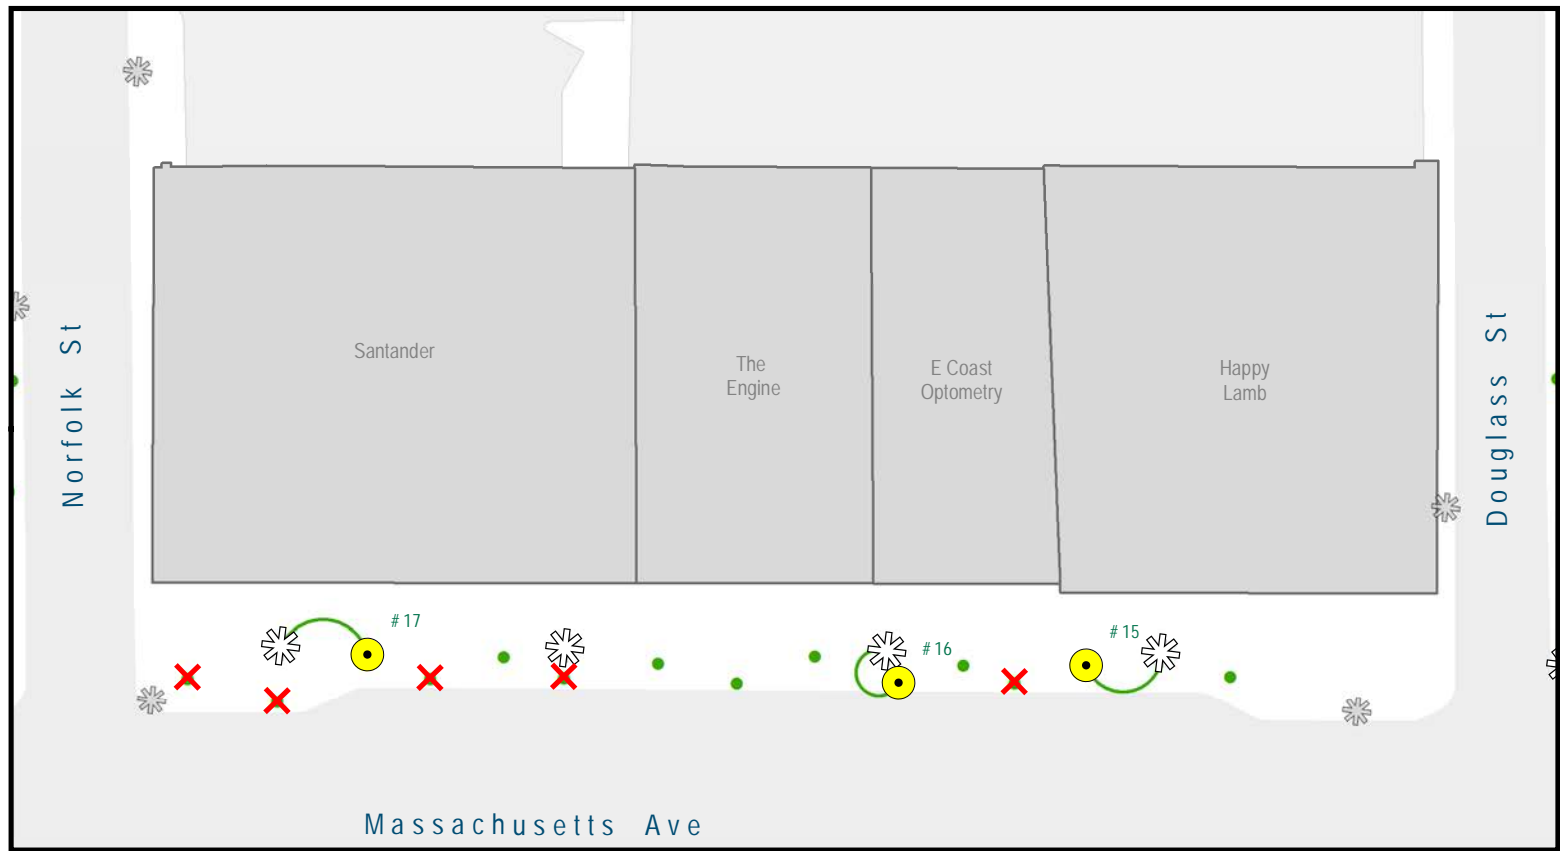 Norfolk St
Santander
The
Engine
E Coast
Optometry
Happy
Lamb
Douglass St
# 17
# 16
# 15
Massachusetts Ave